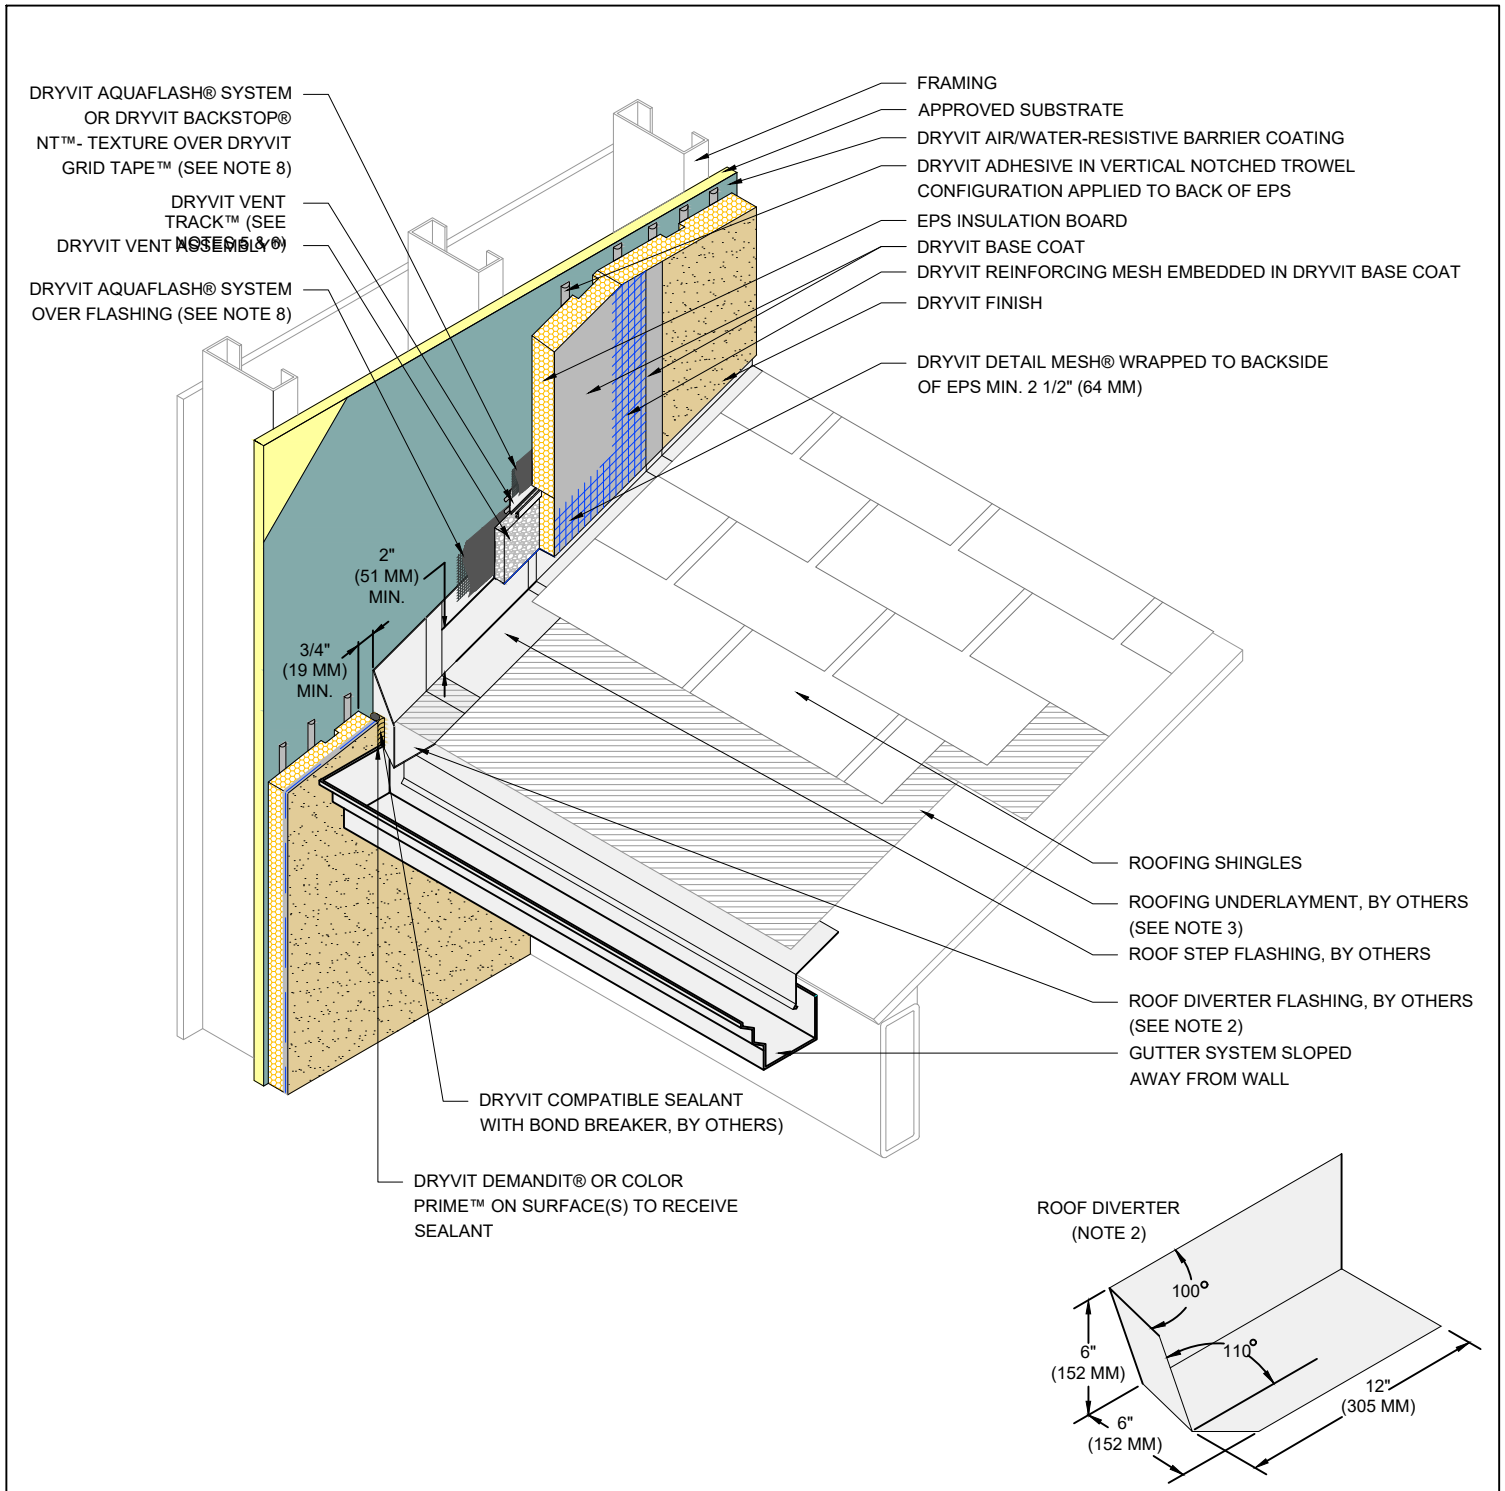 DRYVIT AQUAFLASH® SYSTEM
OR DRYVIT BACKSTOP®
NT™- TEXTURE OVER DRYVIT
GRID TAPE™ (SEE NOTE 8)
DRYVIT VENT
TRACK™ (SEE
NOTES 5 & 6)
DRYVIT VENT ASSEMBLY™
DRYVIT AQUAFLASH® SYSTEM
OVER FLASHING (SEE NOTE 8)
FRAMING
APPROVED SUBSTRATE
DRYVIT AIR/WATER-RESISTIVE BARRIER COATING
DRYVIT ADHESIVE IN VERTICAL NOTCHED TROWEL
CONFIGURATION APPLIED TO BACK OF EPS
EPS INSULATION BOARD
DRYVIT BASE COAT
DRYVIT REINFORCING MESH EMBEDDED IN DRYVIT BASE COAT
DRYVIT FINISH
DRYVIT DETAIL MESH® WRAPPED TO BACKSIDE
OF EPS MIN. 2 1/2" (64 MM)
2"
(51 MM)
MIN.
3/4"
(19 MM)
MIN.
ROOFING SHINGLES
ROOFING UNDERLAYMENT, BY OTHERS
(SEE NOTE 3)
ROOF STEP FLASHING, BY OTHERS
ROOF DIVERTER FLASHING, BY OTHERS
(SEE NOTE 2)
GUTTER SYSTEM SLOPED
AWAY FROM WALL
DRYVIT COMPATIBLE SEALANT
WITH BOND BREAKER, BY OTHERS)
DRYVIT DEMANDIT® OR COLOR
PRIME™ ON SURFACE(S) TO RECEIVE
SEALANT
ROOF DIVERTER
(NOTE 2)
100°
110°
6"
(152 MM)
6"
(152 MM)
12"
(305 MM)